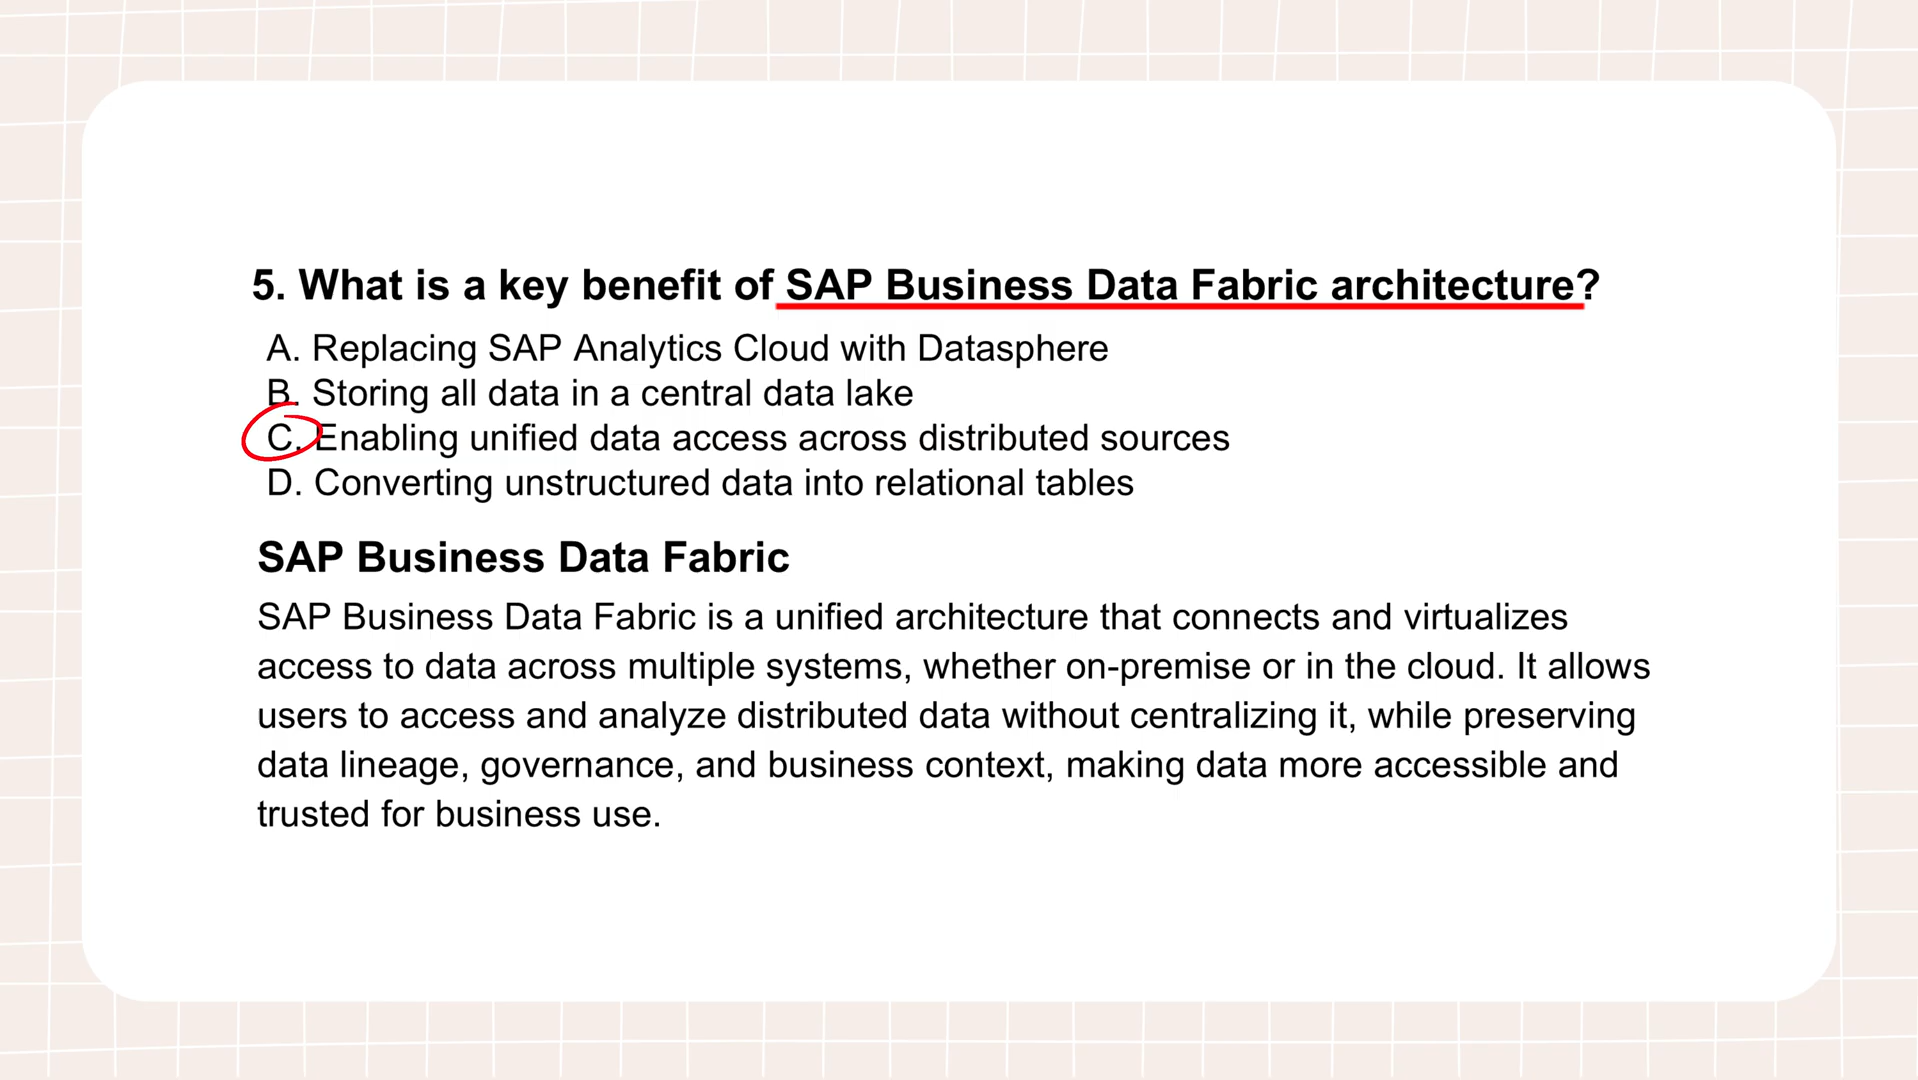 5. What is a key benefit of SAP Business Data Fabric architecture?
A. Replacing SAP Analytics Cloud with Datasphere
B. Storing all data in a central data lake
C. Enabling unified data access across distributed sources
D. Converting unstructured data into relational tables
SAP Business Data Fabric
SAP Business Data Fabric is a unified architecture that connects and virtualizes
access to data across multiple systems, whether on-premise or in the cloud. It allows
users to access and analyze distributed data without centralizing it, while preserving
data lineage, governance, and business context, making data more accessible and
trusted for business use.